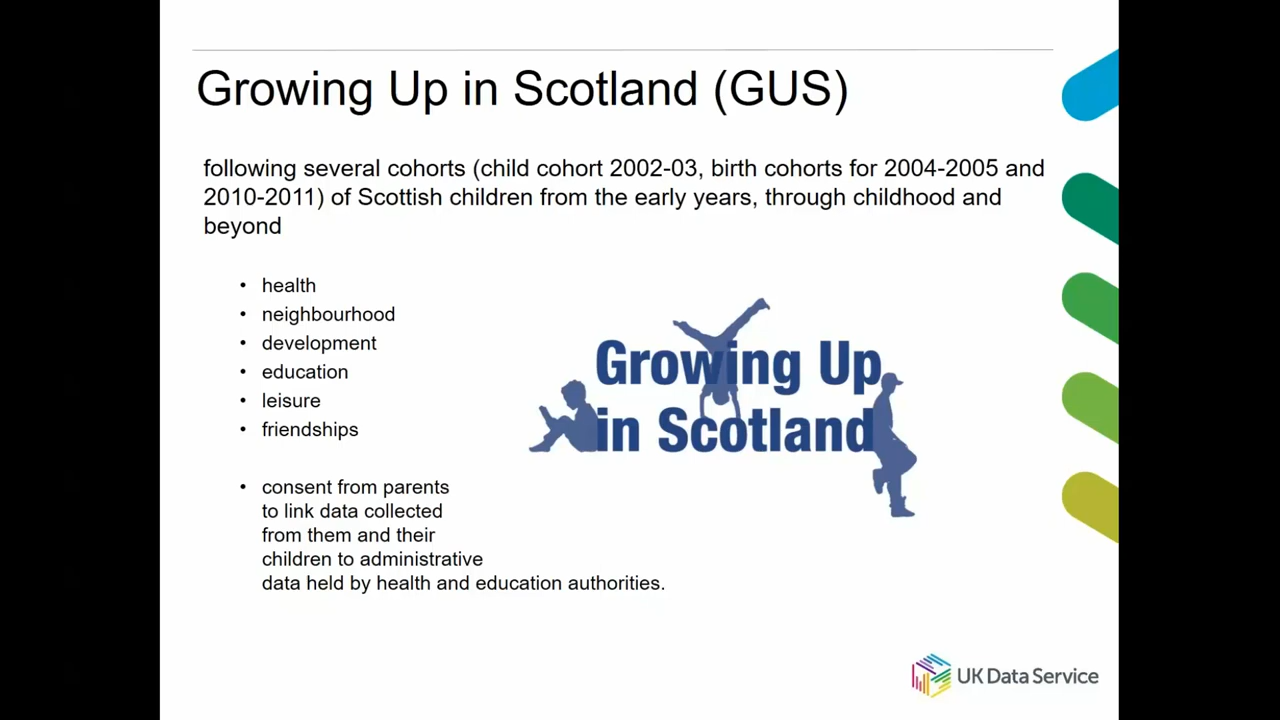 Growing Up in Scotland (GUS)
following several cohorts (child cohort 2002-03, birth cohorts for 2004-2005 and
2010-2011) of Scottish children from the early years, through childhood and
beyond
• health
• neighbourhood
• development
• education
• leisure
• friendships
• consent from parents
to link data collected
from them and their
children to administrative
data held by health and education authorities.
Growing Up
in Scotland
UK Data Service